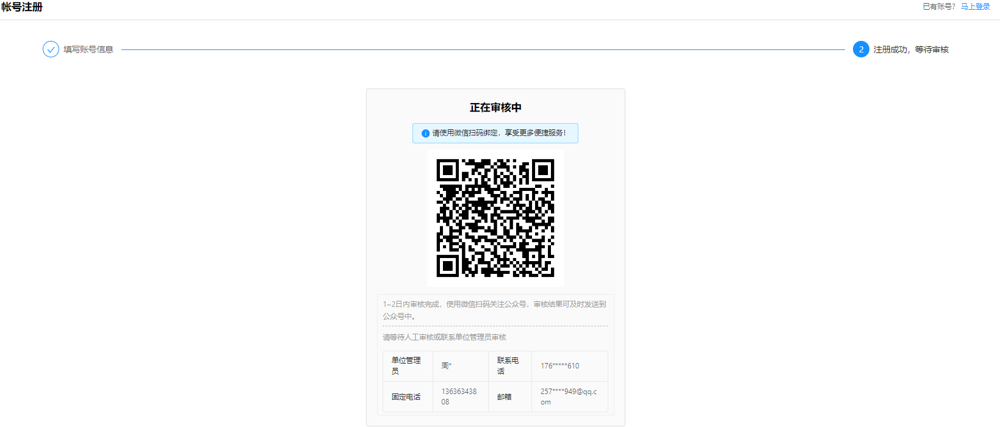 帐号注册
已有账号? 马上登录
填写账号信息
2 注册成功，等待审核
正在审核中
请使用微信扫码绑定，享受更多便捷服务！
1~2日内审核完成，使用微信扫码关注公众号，审核结果可及时发送到
公众号中。
请等待人工审核或联系单位管理员审核
单位管理
员
周*
联系电
话
176*****610
固定电话
136363438
08
邮箱
257****949@qq.c
om